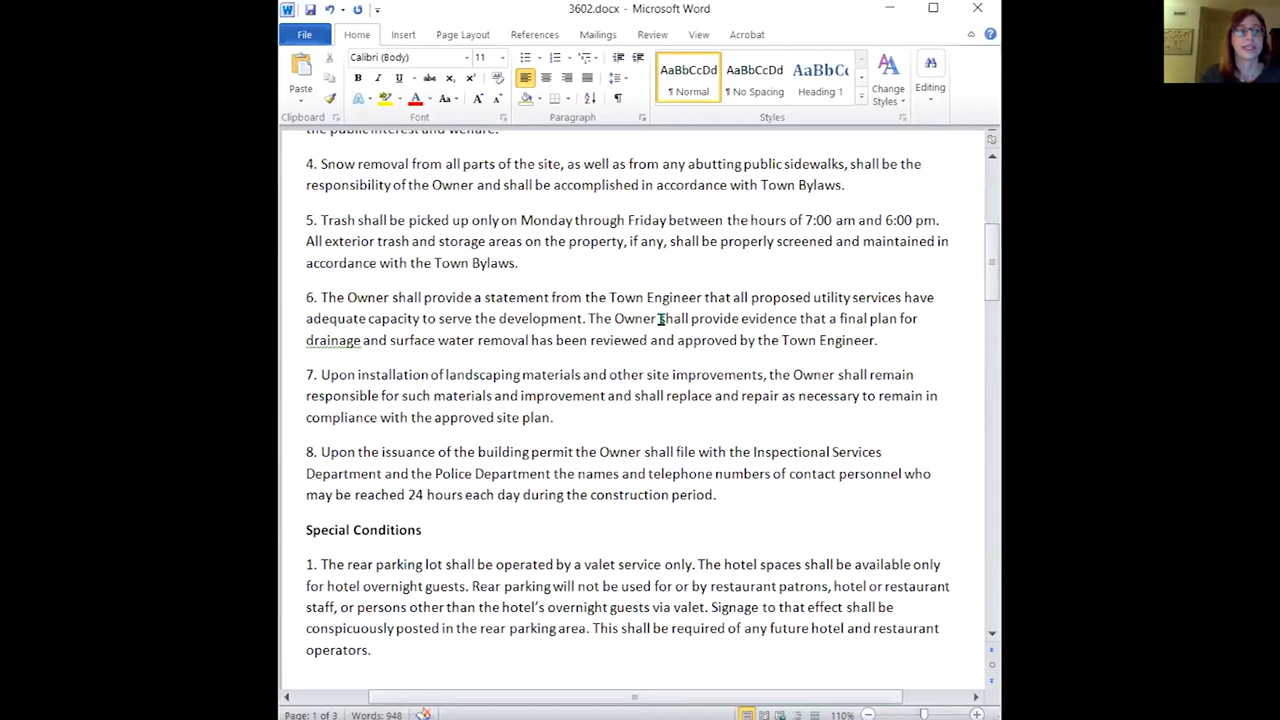 3602.docx - Microsoft Word
File Home Insert Page Layout References Mailings Review View Acrobat
Calibri (Body) 11
Paste
B I U abc x₂ x² Aa A A
AaBbCcDd AaBbCcDd AaBbCc
¶ Normal ¶ No Spacing Heading 1
Change Styles
Editing
Clipboard Font Paragraph Styles
the public interest and welfare.
4. Snow removal from all parts of the site, as well as from any abutting public sidewalks, shall be the
responsibility of the Owner and shall be accomplished in accordance with Town Bylaws.
5. Trash shall be picked up only on Monday through Friday between the hours of 7:00 am and 6:00 pm.
All exterior trash and storage areas on the property, if any, shall be properly screened and maintained in
accordance with the Town Bylaws.
6. The Owner shall provide a statement from the Town Engineer that all proposed utility services have
adequate capacity to serve the development. The Owner shall provide evidence that a final plan for
drainage and surface water removal has been reviewed and approved by the Town Engineer.
7. Upon installation of landscaping materials and other site improvements, the Owner shall remain
responsible for such materials and improvement and shall replace and repair as necessary to remain in
compliance with the approved site plan.
8. Upon the issuance of the building permit the Owner shall file with the Inspectional Services
Department and the Police Department the names and telephone numbers of contact personnel who
may be reached 24 hours each day during the construction period.
Special Conditions
1. The rear parking lot shall be operated by a valet service only. The hotel spaces shall be available only
for hotel overnight guests. Rear parking will not be used for or by restaurant patrons, hotel or restaurant
staff, or persons other than the hotel's overnight guests via valet. Signage to that effect shall be
conspicuously posted in the rear parking area. This shall be required of any future hotel and restaurant
operators.
Page: 1 of 3 Words: 948 110%